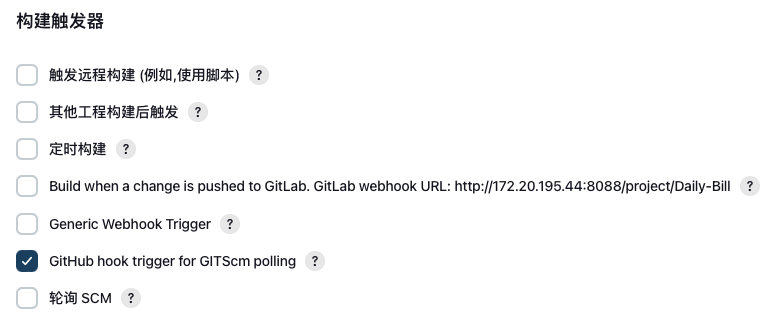 构建触发器
触发远程构建 (例如,使用脚本) ?
其他工程构建后触发 ?
定时构建 ?
Build when a change is pushed to GitLab. GitLab webhook URL: http://172.20.195.44:8088/project/Daily-Bill ?
Generic Webhook Trigger ?
GitHub hook trigger for GITScm polling ?
轮询 SCM ?